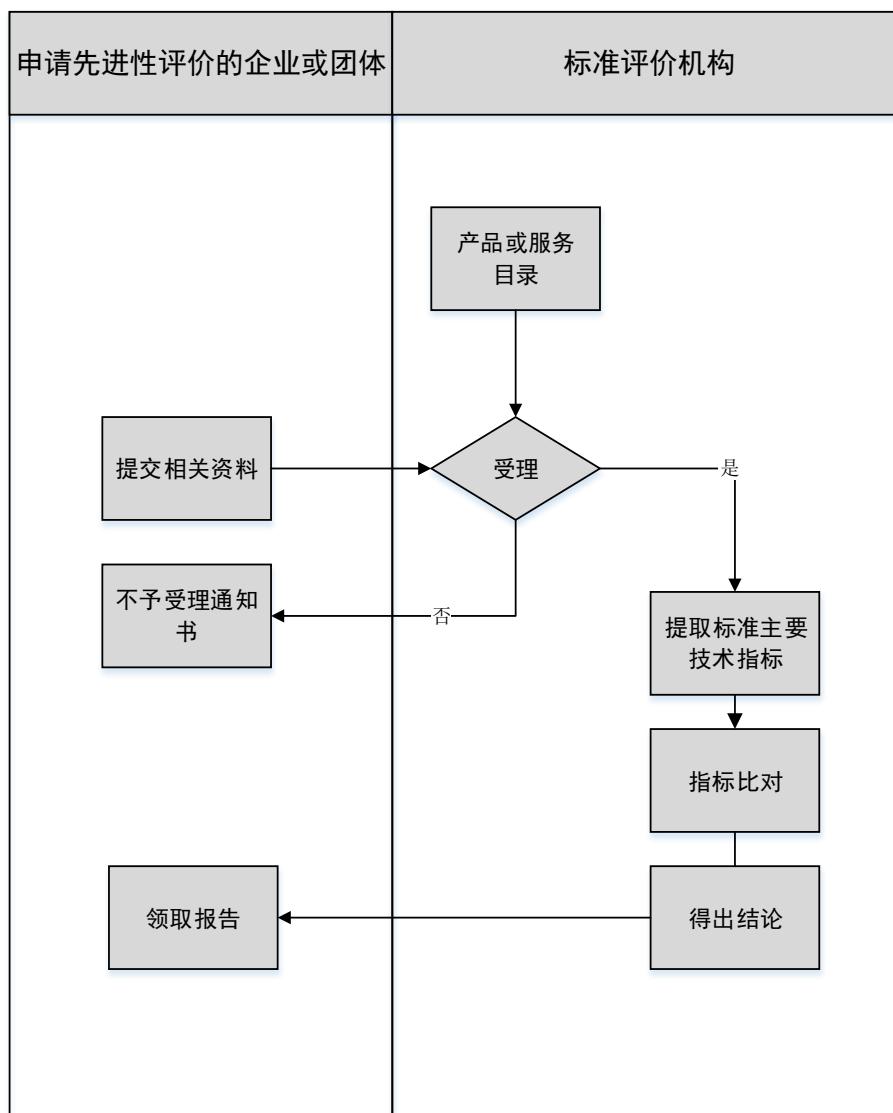 申请先进性评价的企业或团体
标准评价机构
产品或服务
目录
提交相关资料
受理
是
不予受理通知
书
否
提取标准主要
技术指标
指标比对
领取报告
得出结论